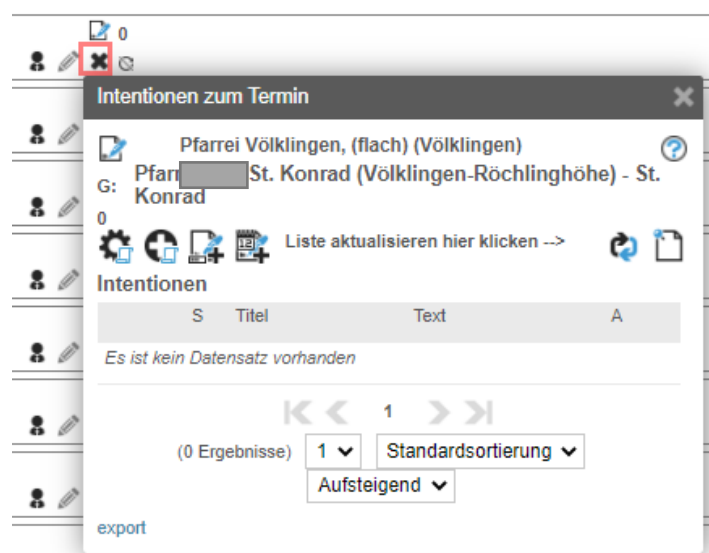 0
Intentionen zum Termin
Pfarrei Völklingen, (flach) (Völklingen)
G: Pfarr St. Konrad (Völklingen-Röchlinghöhe) - St.
Konrad
0
Liste aktualisieren hier klicken -->
Intentionen
S Titel Text A
Es ist kein Datensatz vorhanden
1
(0 Ergebnisse) 1 Standardsortierung
Aufsteigend
export